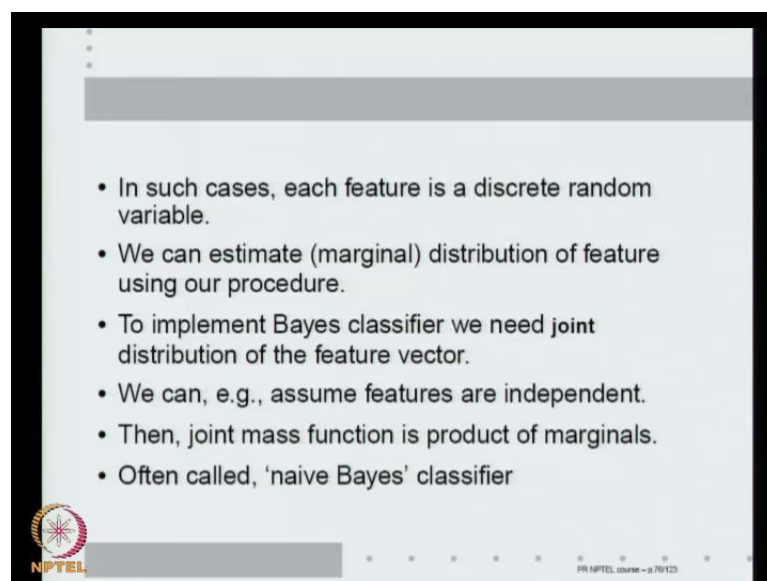 • In such cases, each feature is a discrete random
variable.
• We can estimate (marginal) distribution of feature
using our procedure.
• To implement Bayes classifier we need joint
distribution of the feature vector.
• We can, e.g., assume features are independent.
• Then, joint mass function is product of marginals.
• Often called, 'naive Bayes' classifier
NPTEL
PR NPTEL course – p.76/123